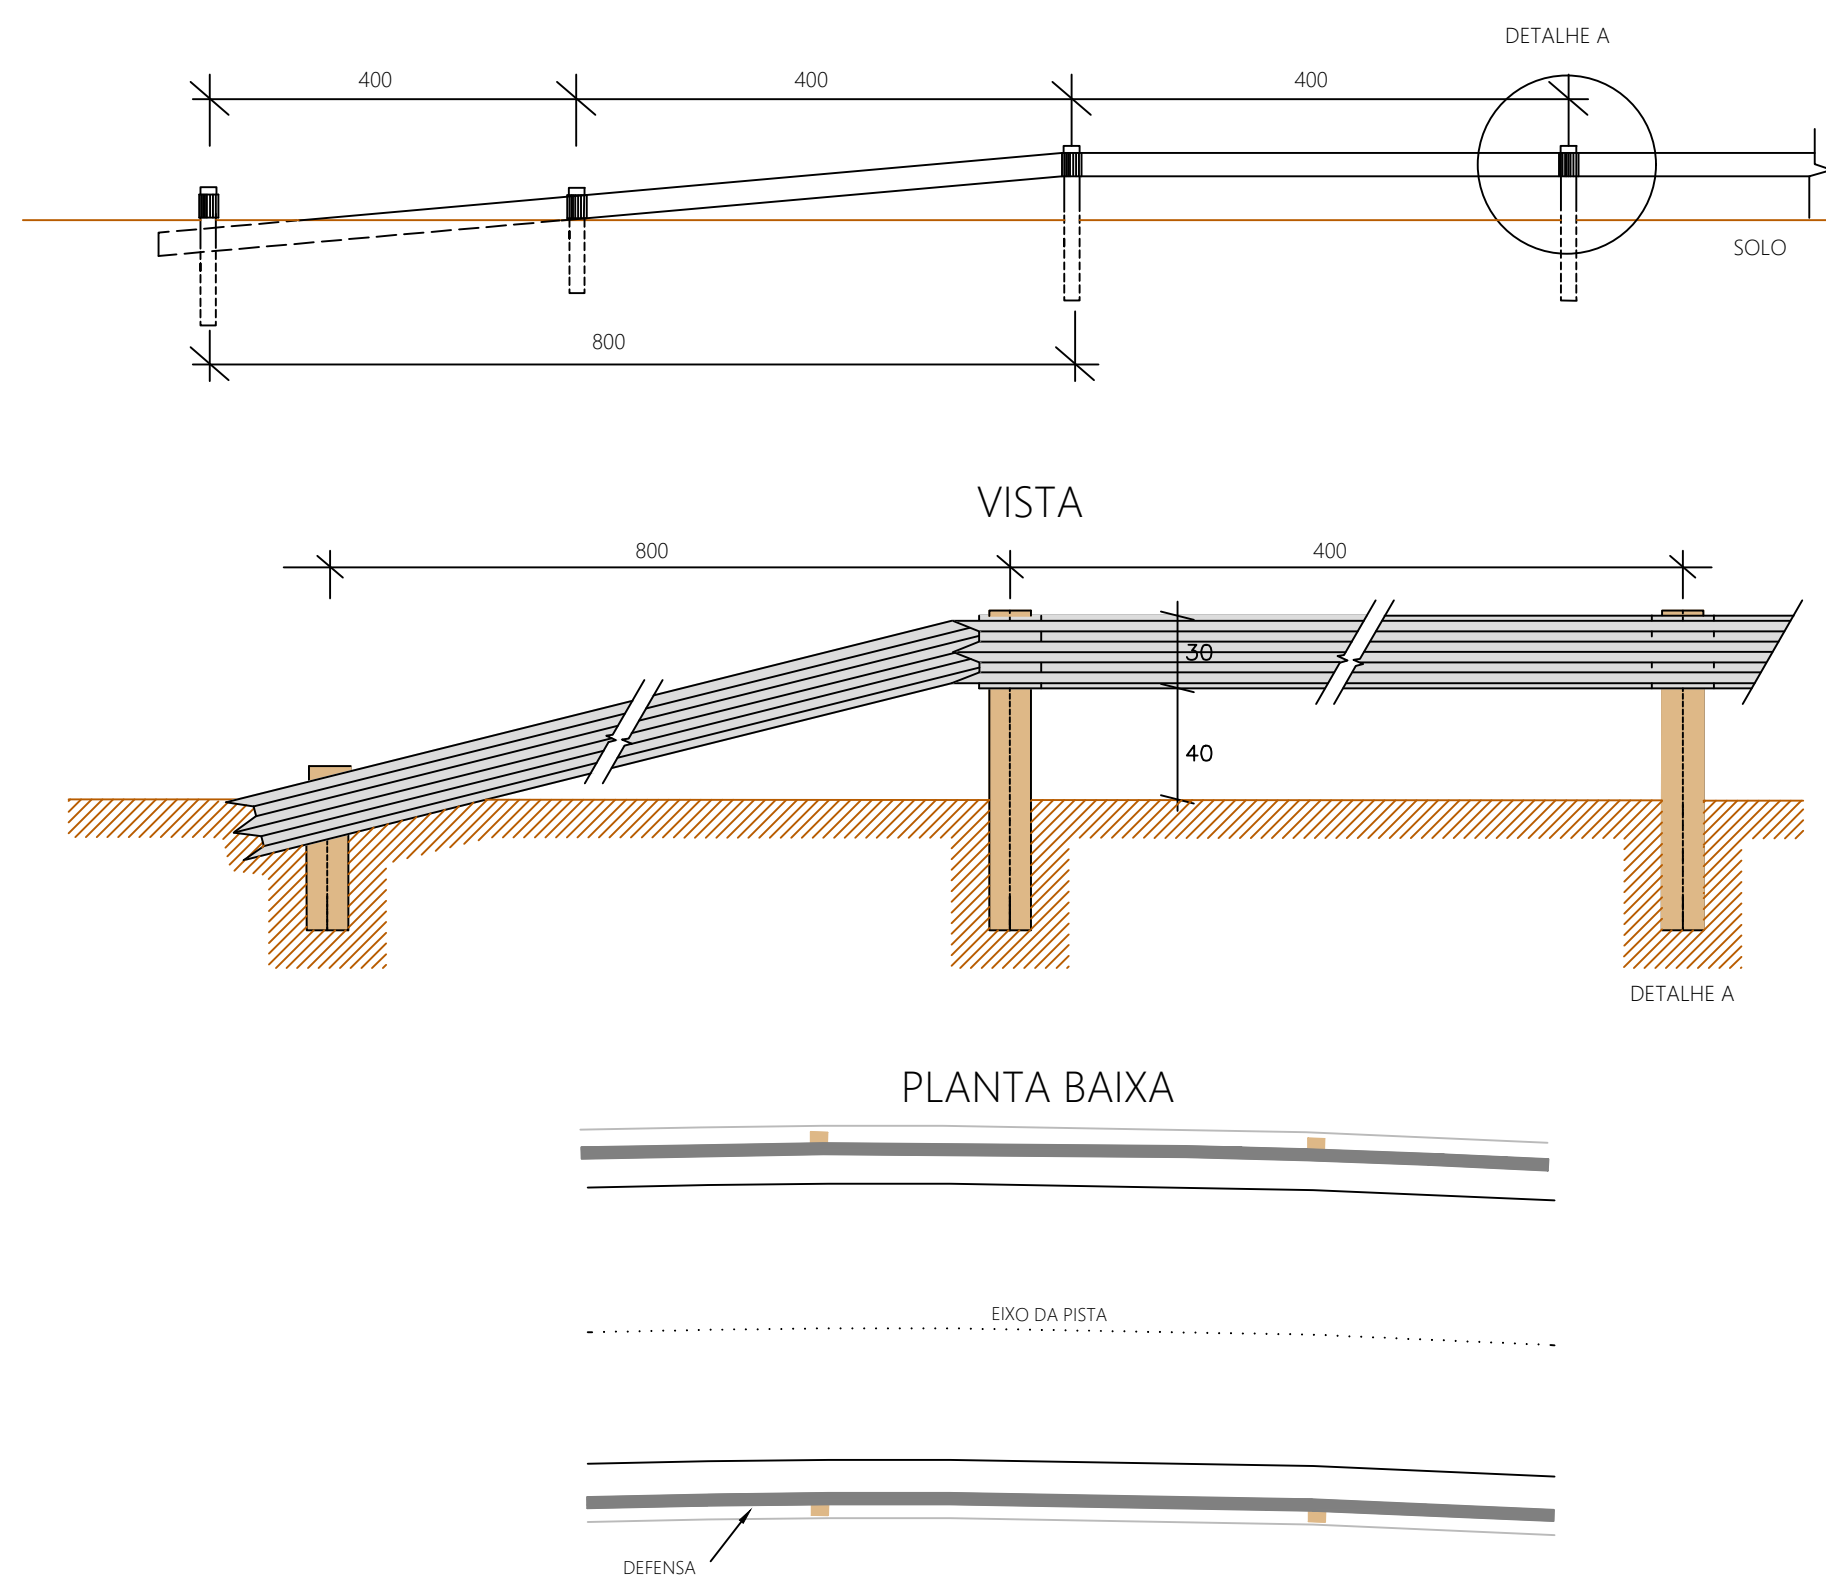 DETALHE A
400
400
400
SOLO
800
VISTA
800
400
30
40
DETALHE A
PLANTA BAIXA
EIXO DA PISTA
DEFENSA